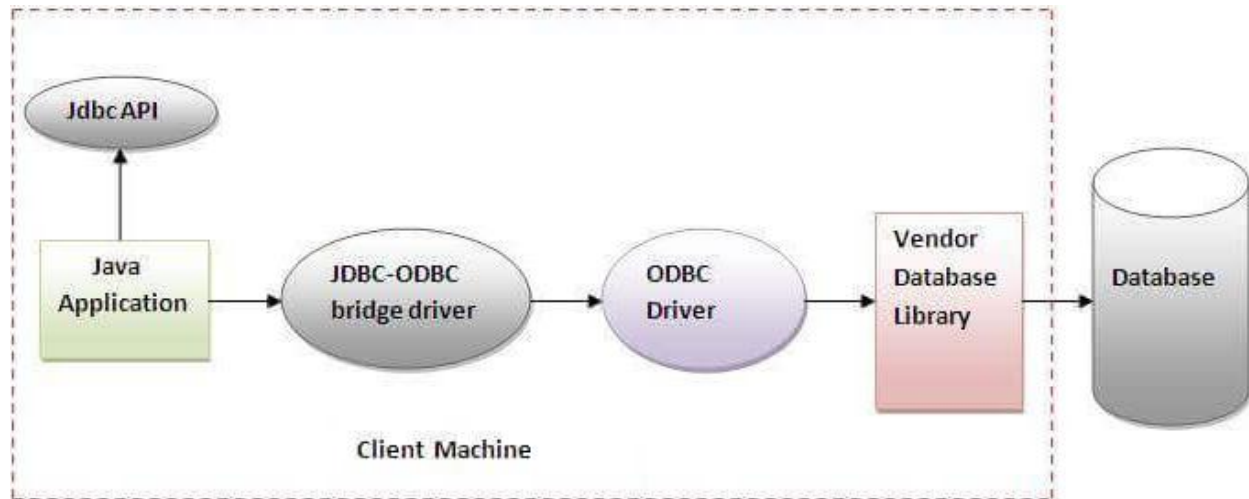 Jdbc API
Java
Application
JDBC-ODBC
bridge driver
ODBC
Driver
Vendor
Database
Library
Database
Client Machine